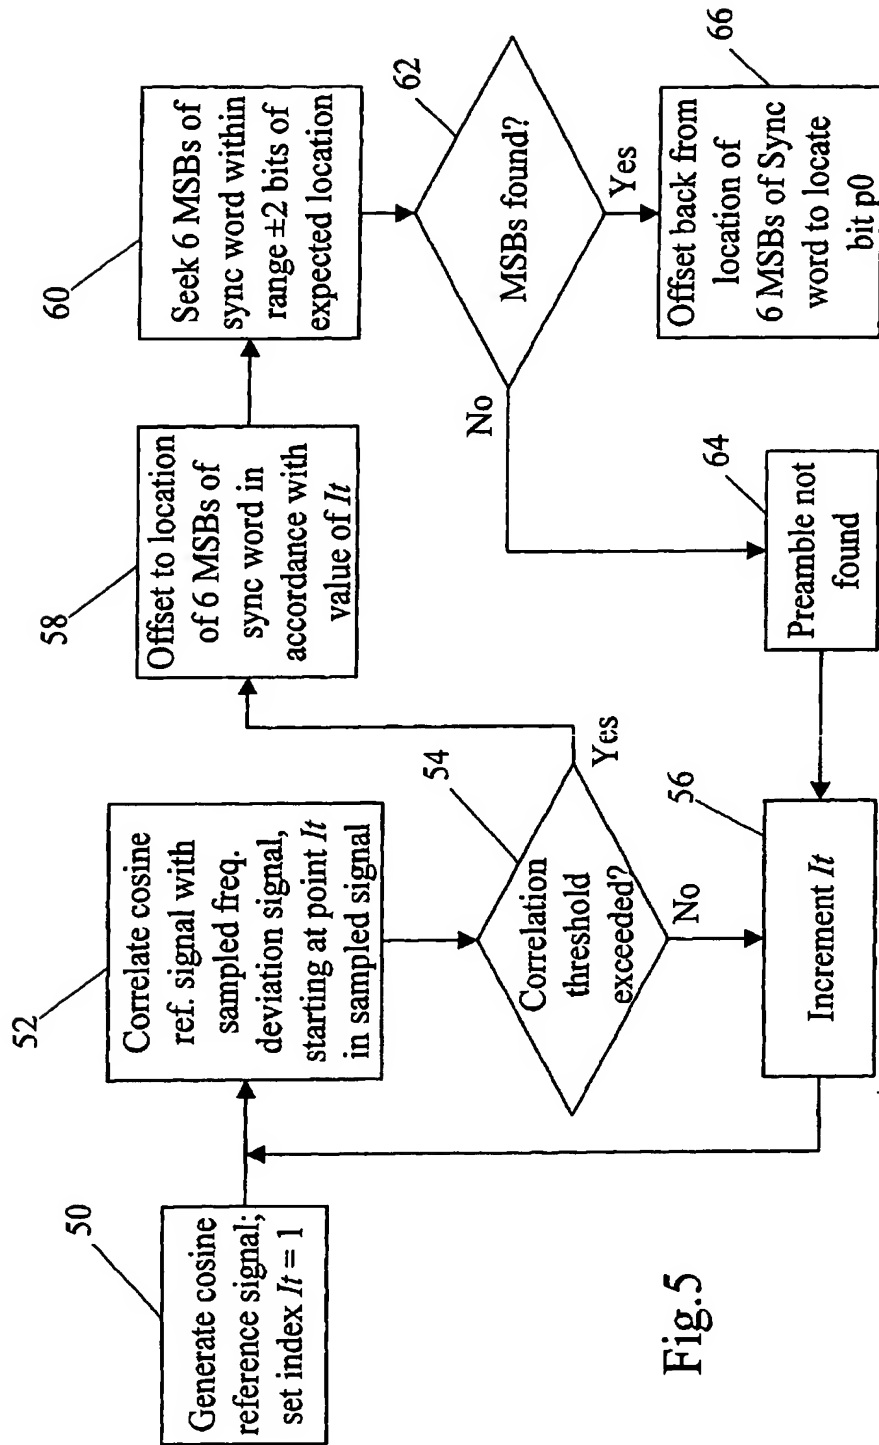 50
Generate cosine
reference signal;
set index It = 1
52
Correlate cosine
ref. signal with
sampled freq.
deviation signal,
starting at point It
in sampled signal
54
Correlation
threshold
exceeded?
Yes
No
56
Increment It
58
Offset to location
of 6 MSBs of
sync word in
accordance with
value of It
60
Seek 6 MSBs of
sync word within
range ±2 bits of
expected location
62
MSBs found?
No
Yes
64
Preamble not
found
66
Offset back from
location of
6 MSBs of Sync
word to locate
bit p0
Fig.5